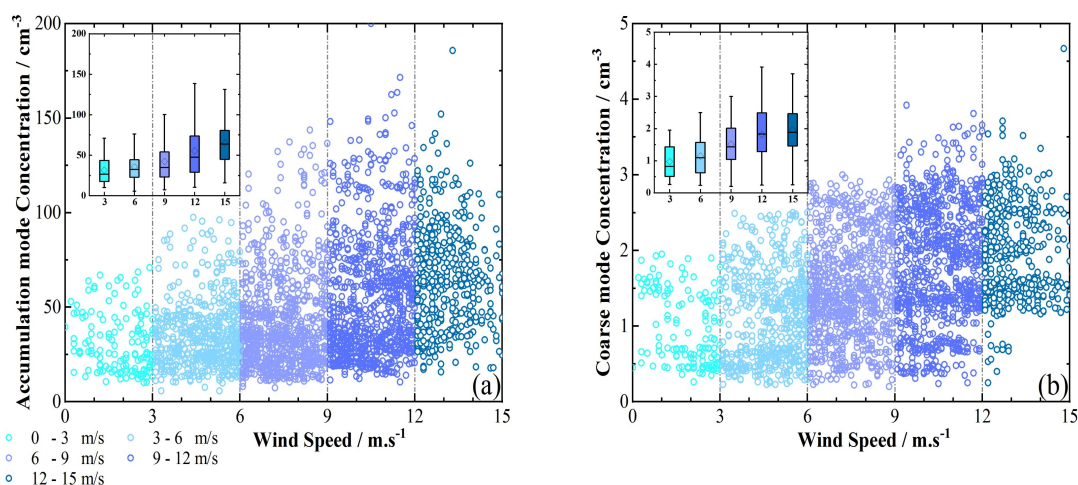 Accumulation mode Concentration / cm-3
200
150
100
50
0
200
150
100
50
0
3 6 9 12 15
(a)
0 3 6 9 12 15
Wind Speed / m.s-1
Coarse mode Concentration / cm-3
5
4
3
2
1
0
5
4
3
2
1
0
3 6 9 12 15
(b)
0 3 6 9 12 15
Wind Speed / m.s-1
0 - 3 m/s 3 - 6 m/s
6 - 9 m/s 9 - 12 m/s
12 - 15 m/s